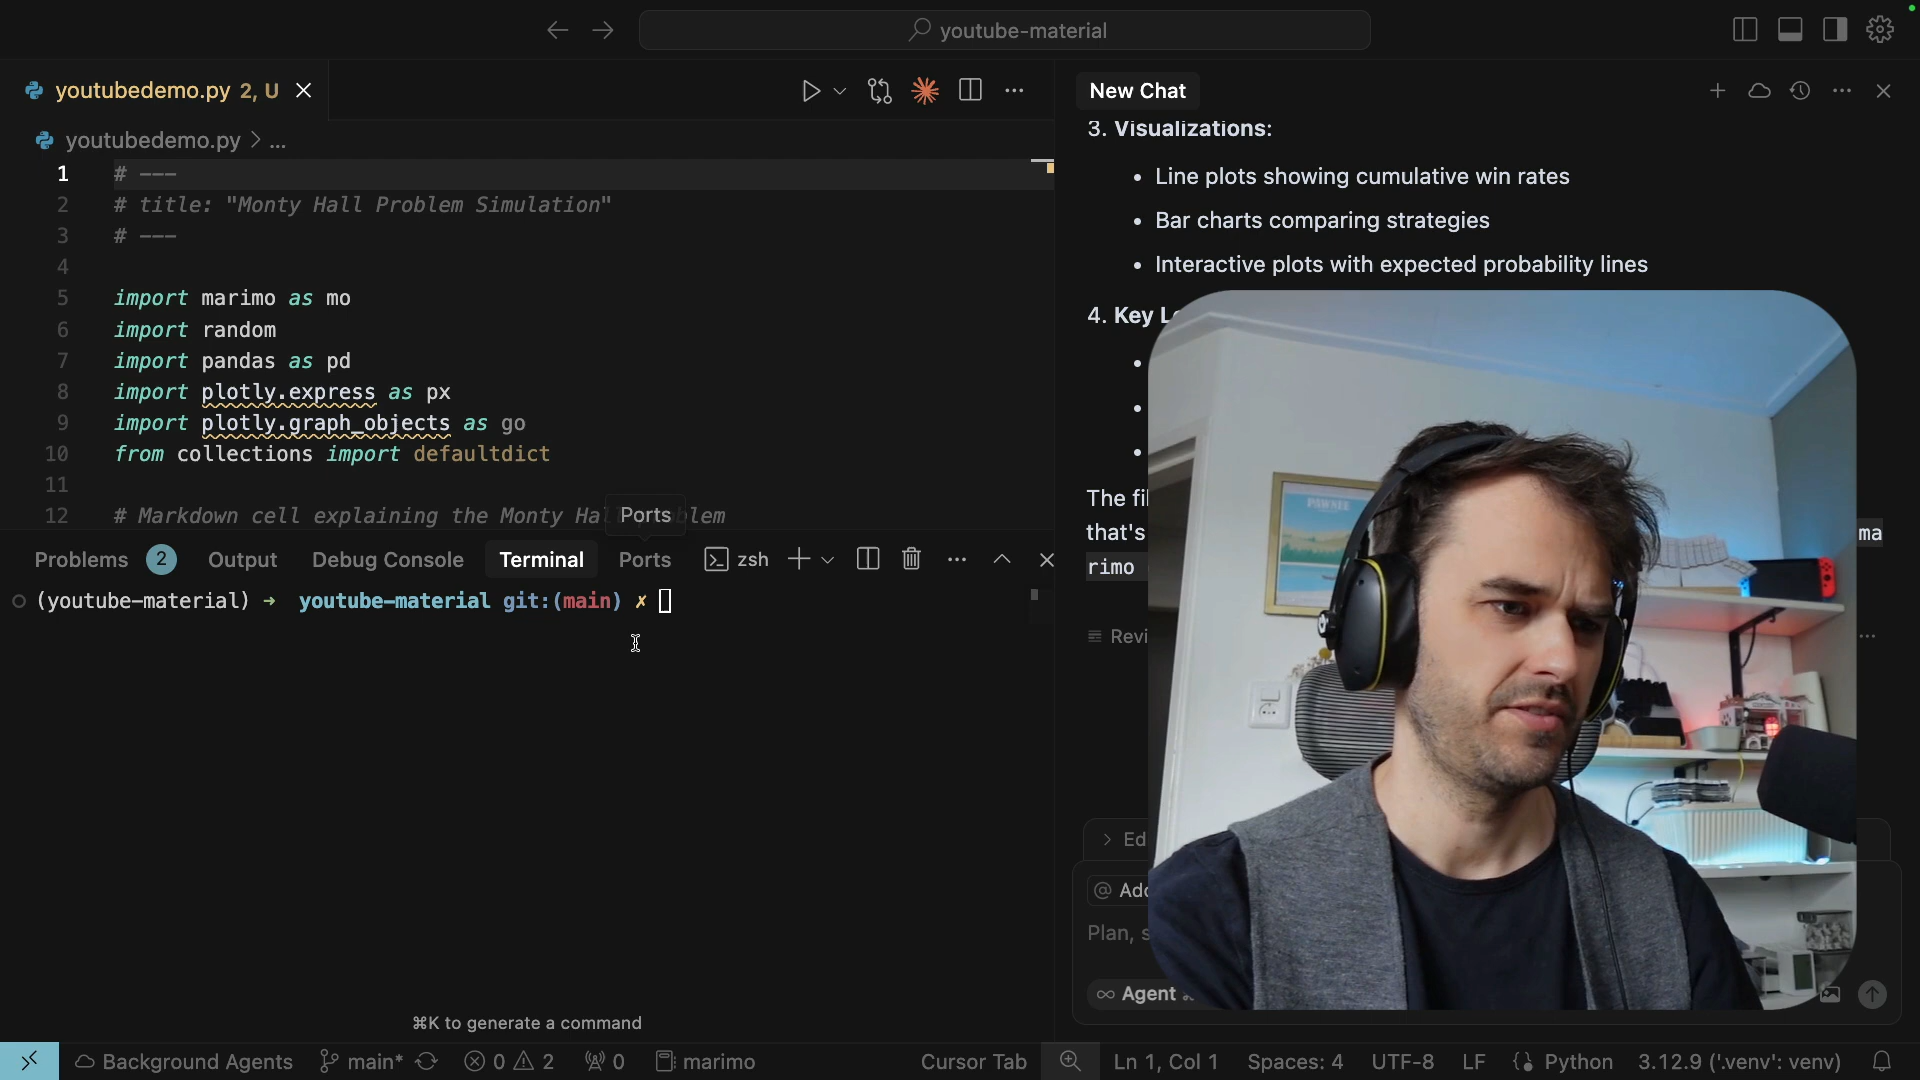 youtube-material
youtubedemo.py 2, U
New Chat
youtubedemo.py > ...
1 # ---
2 # title: "Monty Hall Problem Simulation"
3 # ---
4
5 import marimo as mo
6 import random
7 import pandas as pd
8 import plotly.express as px
9 import plotly.graph_objects as go
10 from collections import defaultdict
11
12 # Markdown cell explaining the Monty
Ports
Problems 2 Output Debug Console Terminal Ports zsh
(youtube-material) → youtube-material git:(main) ✗
⌘K to generate a command
3. Visualizations:
• Line plots showing cumulative win rates
• Bar charts comparing strategies
• Interactive plots with expected probability lines
4. Key
The
that's ma
rimo
@
Plan,
∞ Agent
PAWNEE
Background Agents main* 0 2 0 marimo Cursor Tab Ln 1, Col 1 Spaces: 4 UTF-8 LF {} Python 3.12.9 ('.venv': venv)